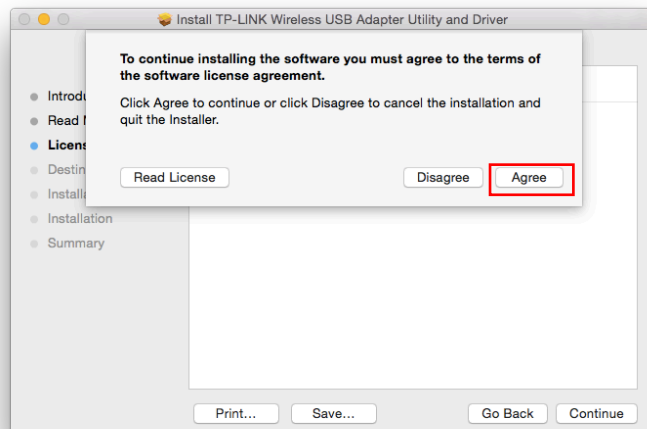 Install TP-LINK Wireless USB Adapter Utility and Driver
To continue installing the software you must agree to the terms of
the software license agreement.
Click Agree to continue or click Disagree to cancel the installation and
quit the Installer.
Read License
Disagree
Agree
Read
Installation
Summary
Print...
Save...
Go Back
Continue